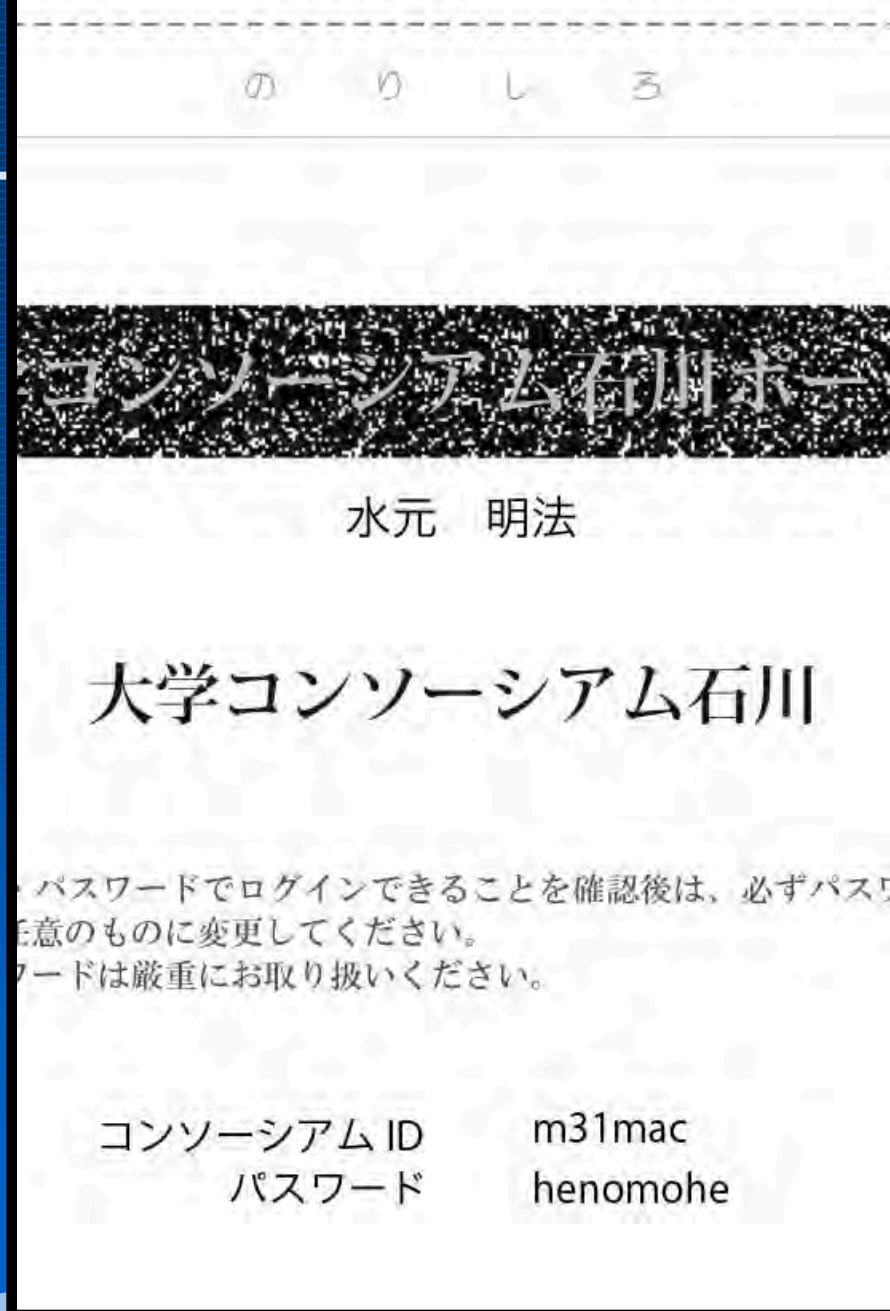 のりしろ
コンソーシアム石川ポー
水元　明法
大学コンソーシアム石川
・パスワードでログインできることを確認後は、必ずパスワ
任意のものに変更してください。
ワードは厳重にお取り扱いください。
コンソーシアム ID　m31mac
パスワード　henomohe